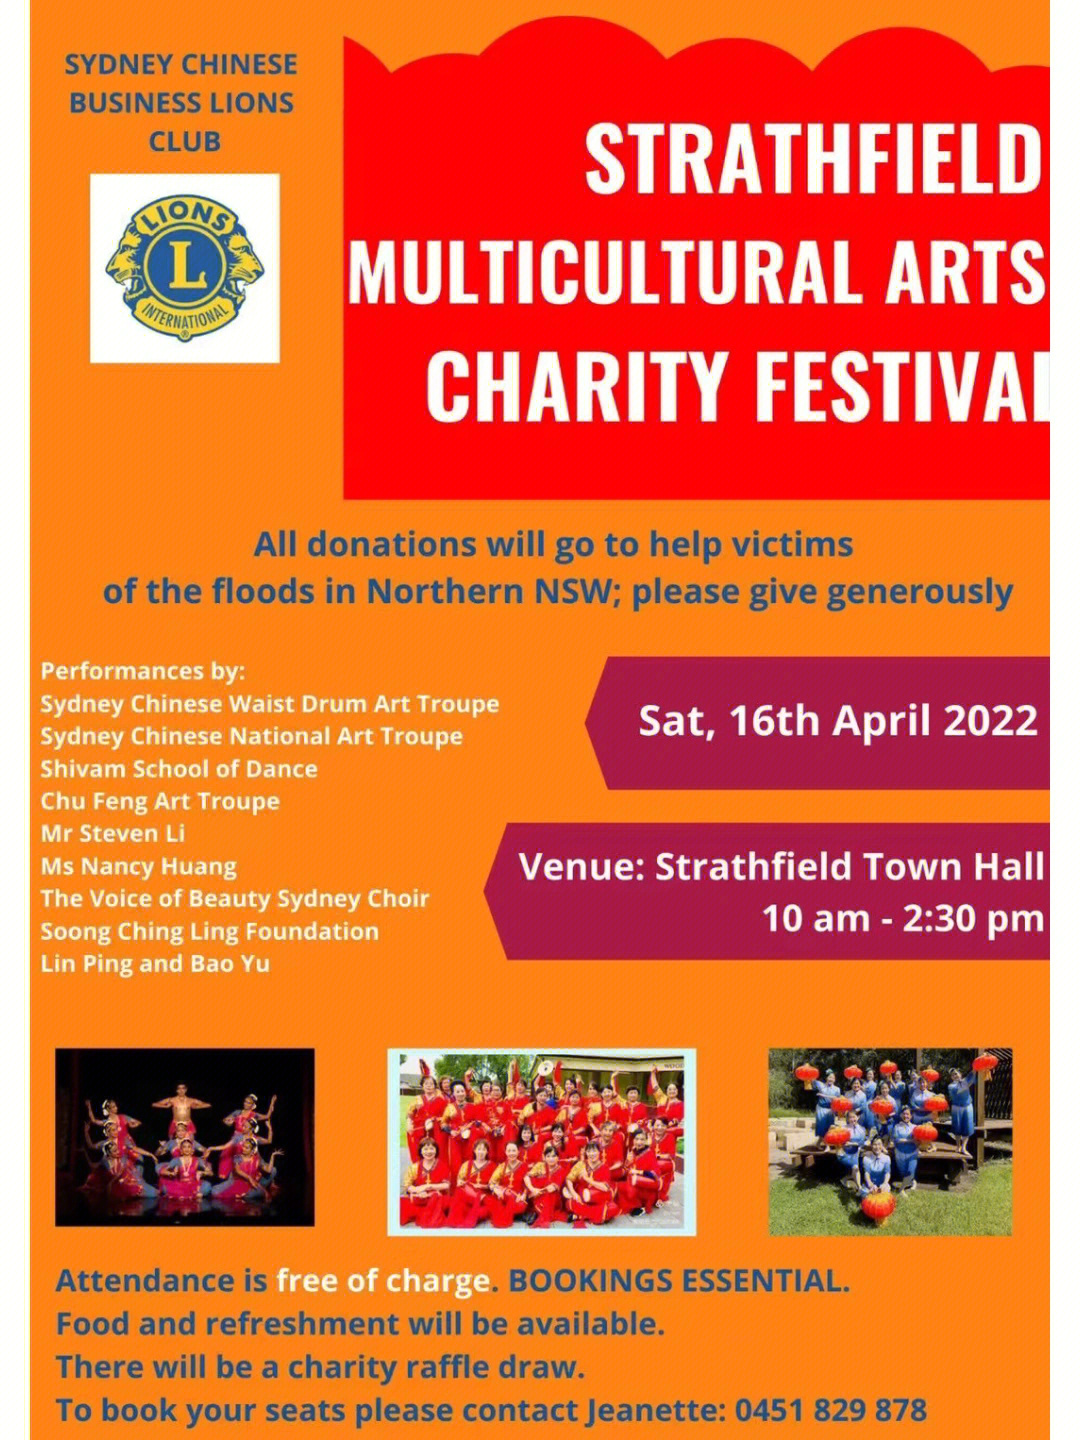 SYDNEY CHINESE
BUSINESS LIONS
CLUB
LIONS
L
INTERNATIONAL
®
STRATHFIELD
MULTICULTURAL ARTS
CHARITY FESTIVAL
All donations will go to help victims
of the floods in Northern NSW; please give generously
Performances by:
Sydney Chinese Waist Drum Art Troupe
Sydney Chinese National Art Troupe
Shivam School of Dance
Chu Feng Art Troupe
Mr Steven Li
Ms Nancy Huang
The Voice of Beauty Sydney Choir
Soong Ching Ling Foundation
Lin Ping and Bao Yu
Sat, 16th April 2022
Venue: Strathfield Town Hall
10 am - 2:30 pm
Attendance is free of charge. BOOKINGS ESSENTIAL.
Food and refreshment will be available.
There will be a charity raffle draw.
To book your seats please contact Jeanette: 0451 829 878